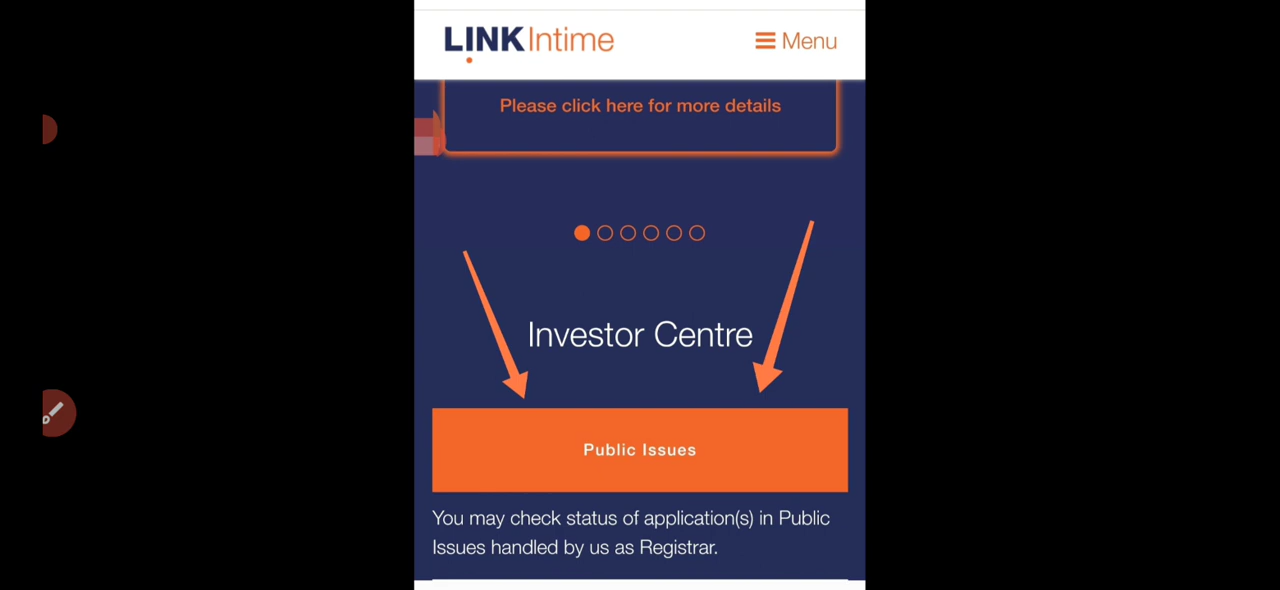 LINK Intime
Menu
Please click here for more details
Investor Centre
Public Issues
You may check status of application(s) in Public
Issues handled by us as Registrar.